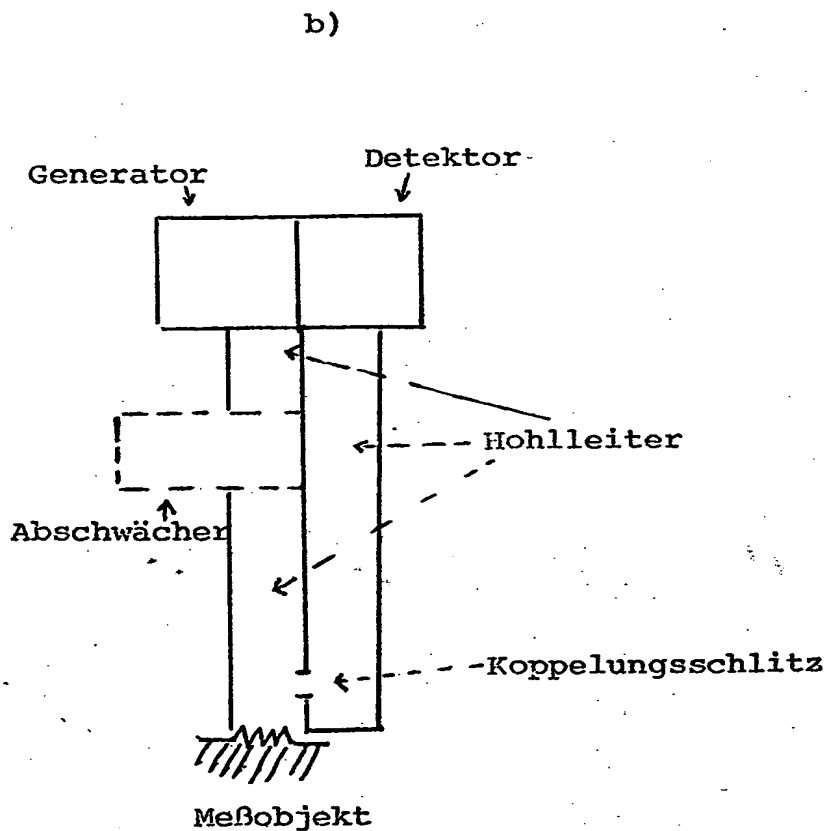 b)
Detektor
Generator
Hohlleiter
Abschwächer
Koppelungsschlitz
Meßobjekt